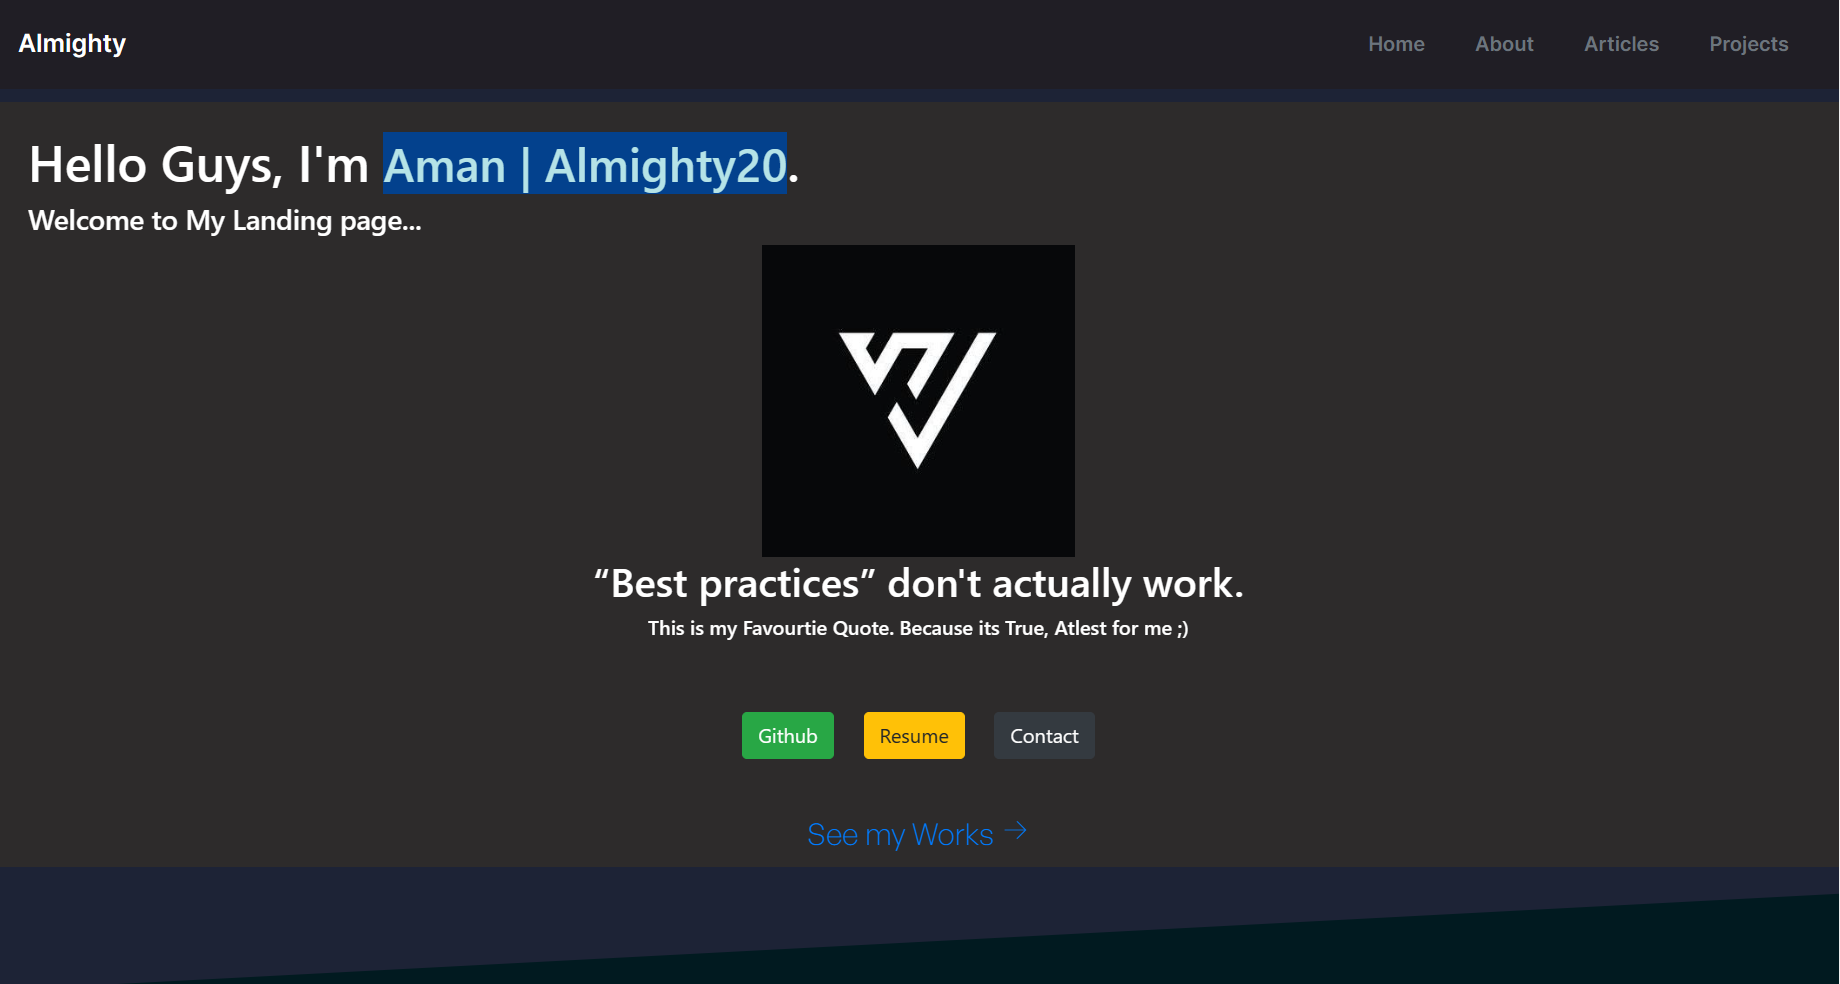 Almighty
Home About Articles Projects
Hello Guys, I'm Aman | Almighty20.
Welcome to My Landing page...
“Best practices” don't actually work.
This is my Favourtie Quote. Because its True, Atlest for me ;)
Github Resume Contact
See my Works →